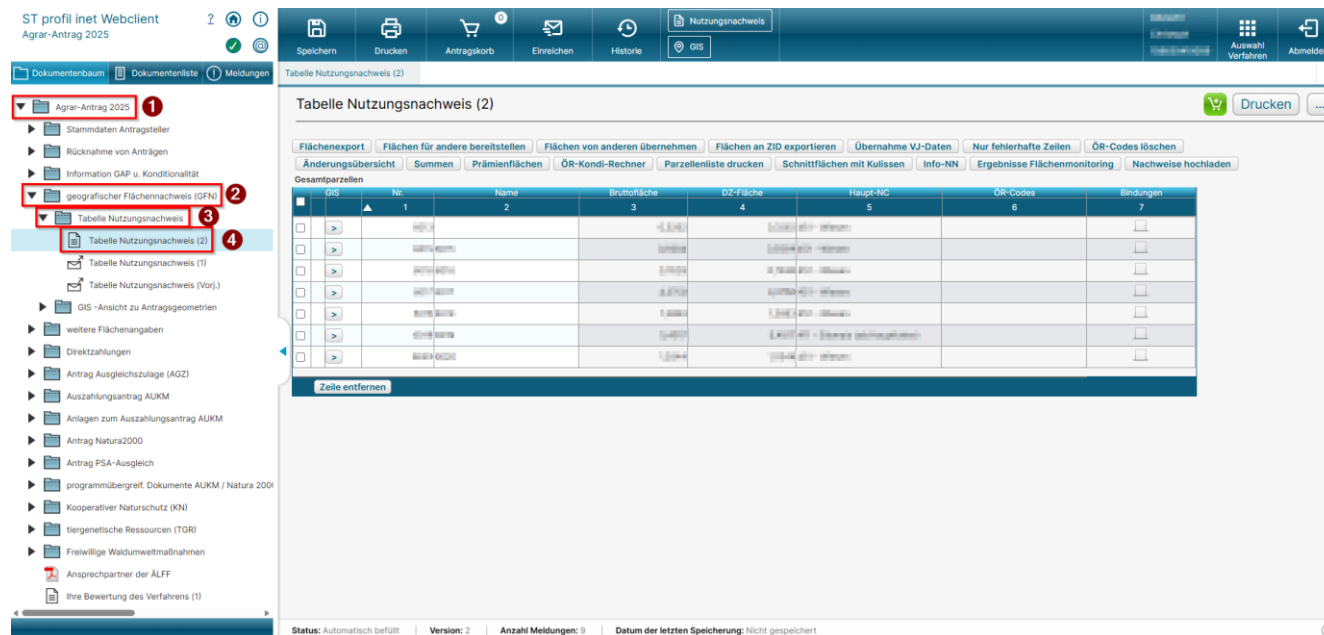 ST profil inet Webclient ?
Agrar-Antrag 2025
Dokumentenbaum Dokumentenliste Meldungen
Agrar-Antrag 2025 1
Stammdaten Antragsteller
Rücknahme von Anträgen
Information GAP u. Konditionalität
geografischer Flächennachweis (GFN) 2
Tabelle Nutzungsnachweis 3
Tabelle Nutzungsnachweis (2) 4
Tabelle Nutzungsnachweis (1)
Tabelle Nutzungsnachweis (Vorj.)
GIS -Ansicht zu Antragsgeometrien
weitere Flächenangaben
Direktzahlungen
Antrag Ausgleichszulage (AGZ)
Auszahlungsantrag AUKM
Anlagen zum Auszahlungsantrag AUKM
Antrag Natura2000
Antrag PSA-Ausgleich
programmübergreif. Dokumente AUKM / Natura 200
Kooperativer Naturschutz (KN)
tiergenetische Ressourcen (TGR)
Freiwillige Waldumweltmaßnahmen
Ansprechpartner der ÄLFF
Ihre Bewertung des Verfahrens (1)
Speichern Drucken Antragskorb 0 Einreichen Historie
Nutzungsnachweis
GIS
Auswahl Verfahren
Abmelde
Tabelle Nutzungsnachweis (2)
Tabelle Nutzungsnachweis (2)
Drucken ...
Flächenexport Flächen für andere bereitstellen Flächen von anderen übernehmen Flächen an ZID exportieren Übernahme VJ-Daten Nur fehlerhafte Zeilen ÖR-Codes löschen
Änderungsübersicht Summen Prämienflächen ÖR-Kondi-Rechner Parzellenliste drucken Schnittflächen mit Kulissen Info-NN Ergebnisse Flächenmonitoring Nachweise hochladen
Gesamtparzellen
GIS Nr. Name Bruttofläche DZ-Fläche Haupt-NC ÖR-Codes Bindungen
1 2 3 4 5 6 7
>
>
>
>
>
>
>
Zeile entfernen
Status: Automatisch befüllt Version: 2 Anzahl Meldungen: 9 Datum der letzten Speicherung: Nicht gespeichert